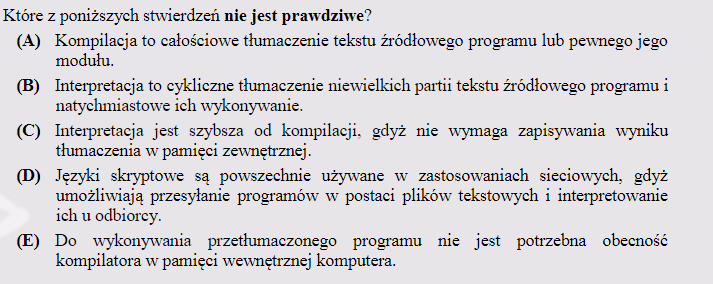 Które z poniższych stwierdzeń nie jest prawdziwe?
(A) Kompilacja to całościowe tłumaczenie tekstu źródłowego programu lub pewnego jego
modułu.
(B) Interpretacja to cykliczne tłumaczenie niewielkich partii tekstu źródłowego programu i
natychmiastowe ich wykonywanie.
(C) Interpretacja jest szybsza od kompilacji, gdyż nie wymaga zapisywania wyniku
tłumaczenia w pamięci zewnętrznej.
(D) Języki skryptowe są powszechnie używane w zastosowaniach sieciowych, gdyż
umożliwiają przesyłanie programów w postaci plików tekstowych i interpretowanie
ich u odbiorcy.
(E) Do wykonywania przetłumaczonego programu nie jest potrzebna obecność
kompilatora w pamięci wewnętrznej komputera.